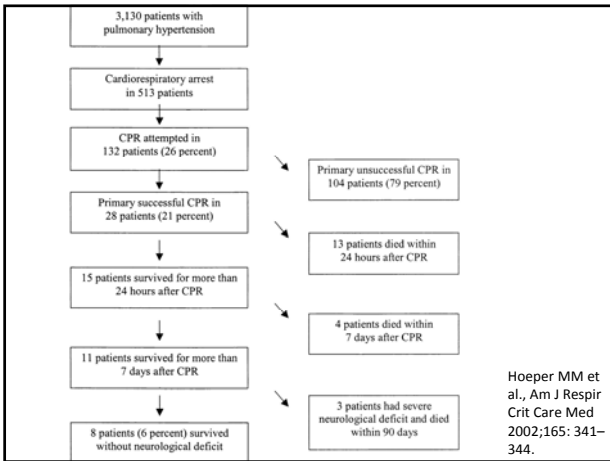 3,130 patients with
pulmonary hypertension
Cardiorespiratory arrest
in 513 patients
CPR attempted in
132 patients (26 percent)
Primary unsuccessful CPR in
104 patients (79 percent)
Primary successful CPR in
28 patients (21 percent)
13 patients died within
24 hours after CPR
15 patients survived for more than
24 hours after CPR
4 patients died within
7 days after CPR
11 patients survived for more than
7 days after CPR
3 patients had severe
neurological deficit and died
within 90 days
8 patients (6 percent) survived
without neurological deficit
Hoeper MM et
al., Am J Respir
Crit Care Med
2002;165: 341–
344.